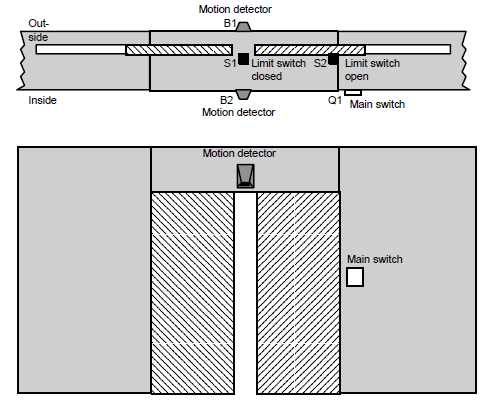 Motion detector
Out-
side
B1
S1
Limit switch
closed
S2
Limit switch
open
Inside
B2
Q1
Main switch
Motion detector
Motion detector
Main switch